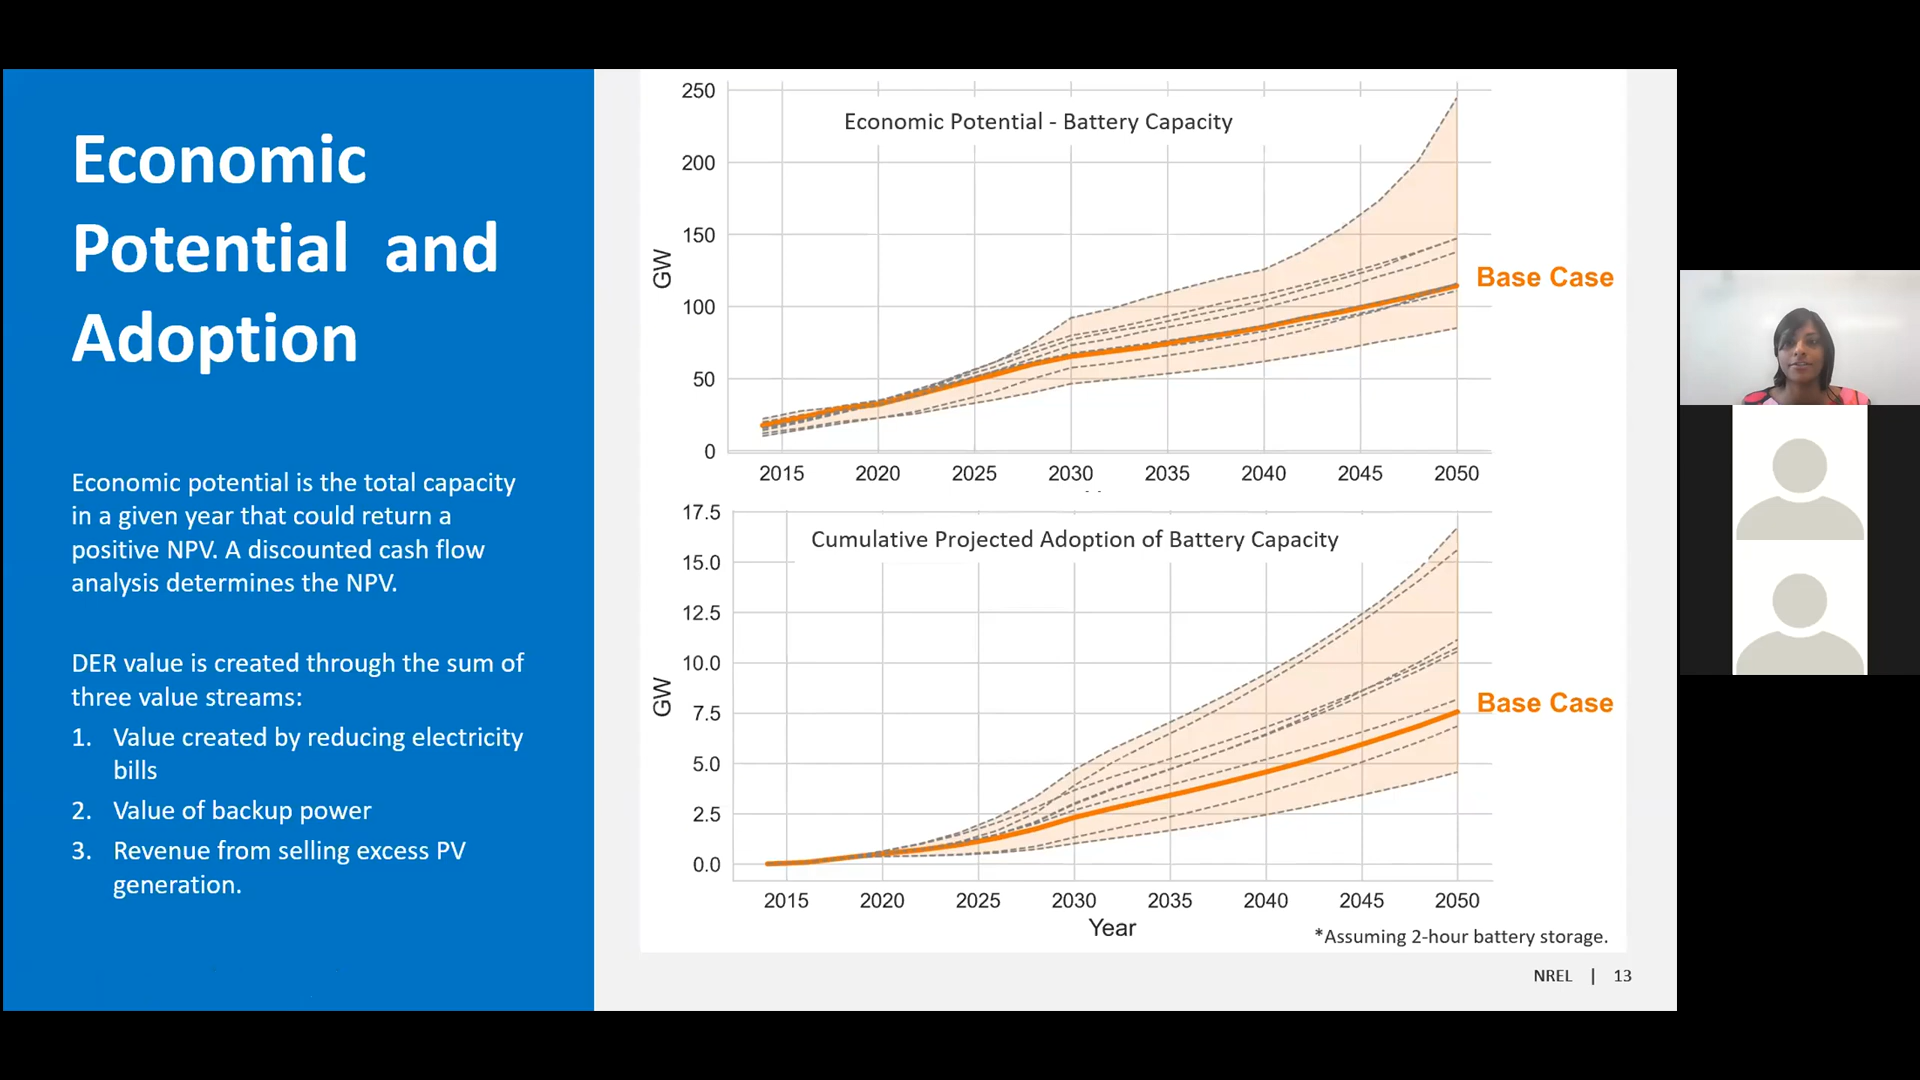 Economic
Potential and
Adoption
Economic potential is the total capacity
in a given year that could return a
positive NPV. A discounted cash flow
analysis determines the NPV.
DER value is created through the sum of
three value streams:
1. Value created by reducing electricity
bills
2. Value of backup power
3. Revenue from selling excess PV
generation.
Economic Potential - Battery Capacity
250
200
150
100
50
0
GW
Base Case
2015 2020 2025 2030 2035 2040 2045 2050
Cumulative Projected Adoption of Battery Capacity
17.5
15.0
12.5
10.0
7.5
5.0
2.5
0.0
GW
Base Case
2015 2020 2025 2030 2035 2040 2045 2050
Year
*Assuming 2-hour battery storage.
NREL | 13